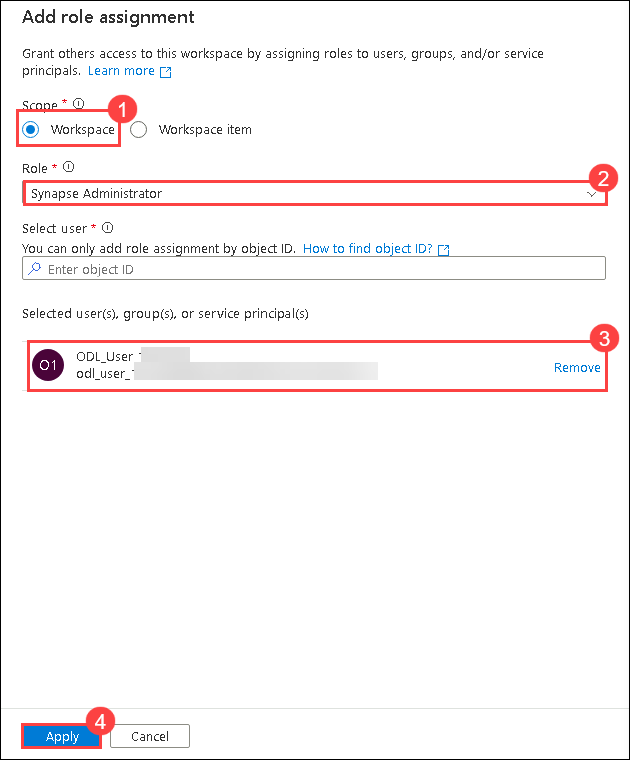 Add role assignment
Grant others access to this workspace by assigning roles to users, groups, and/or service
principals. Learn more
Scope *
1
Workspace Workspace item
Role *
Synapse Administrator
2
Select user *
You can only add role assignment by object ID. How to find object ID?
Enter object ID
Selected user(s), group(s), or service principal(s)
3
O1
ODL_User_
odl_user_
Remove
4
Apply Cancel